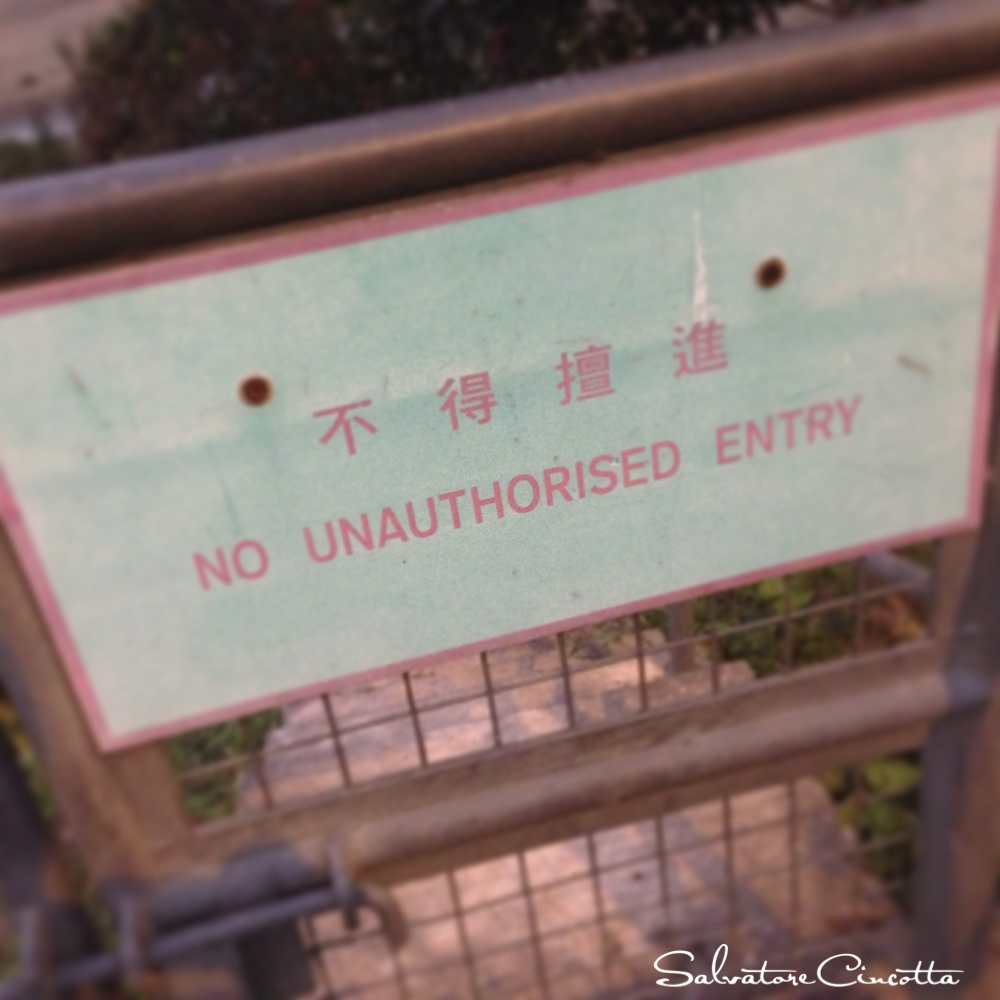 不得擅進
NO UNAUTHORISED ENTRY
Salvatore Cincotta